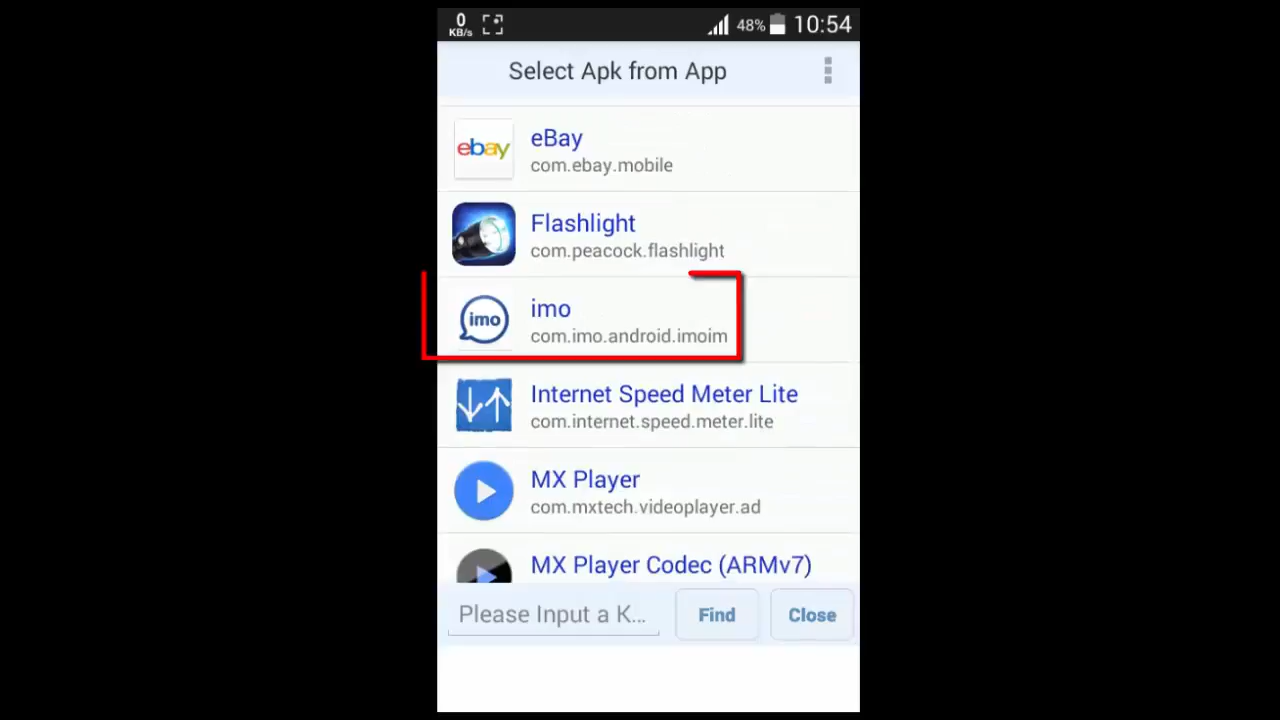 0
KB/s
48%
10:54
Select Apk from App
ebay
eBay
com.ebay.mobile
Flashlight
com.peacock.flashlight
imo
imo
com.imo.android.imoim
Internet Speed Meter Lite
com.internet.speed.meter.lite
MX Player
com.mxtech.videoplayer.ad
MX Player Codec (ARMv7)
Please Input a K...
Find
Close